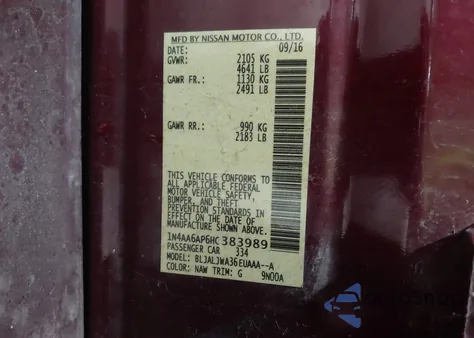 MFD BY NISSAN MOTOR CO., LTD.
DATE: 09/16
GVWR: 2105 KG
4641 LB
GAWR FR.: 1130 KG
2491 LB
GAWR RR.: 990 KG
2183 LB
THIS VEHICLE CONFORMS TO
ALL APPLICABLE FEDERAL
MOTOR VEHICLE SAFETY,
BUMPER, AND THEFT
PREVENTION STANDARDS IN
EFFECT ON THE DATE OF
MANUFACTURE SHOWN ABOVE.
1N4AA6AP6HC383989
PASSENGER CAR 334
MODEL: BLJALJWA36EUAAA--A
COLOR: NAW TRIM: G 9N00A